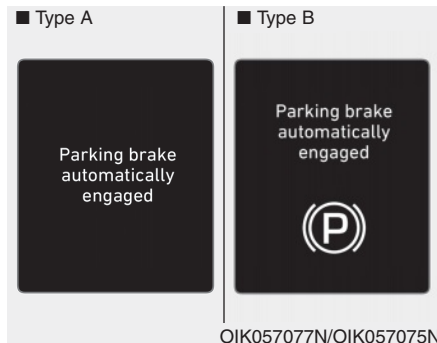 ■ Type A
Parking brake
automatically
engaged
■ Type B
Parking brake
automatically
engaged
P
OIK057077N/OIK057075N